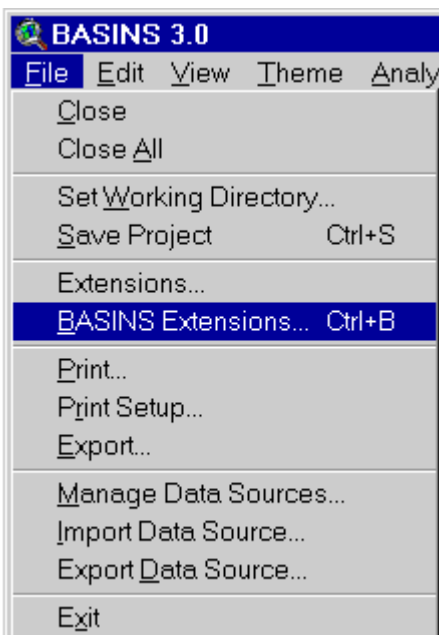 BASINS 3.0
File Edit View Theme Analy
Close
Close All
Set Working Directory...
Save Project Ctrl+S
Extensions...
BASINS Extensions... Ctrl+B
Print...
Print Setup...
Export...
Manage Data Sources...
Import Data Source...
Export Data Source...
Exit